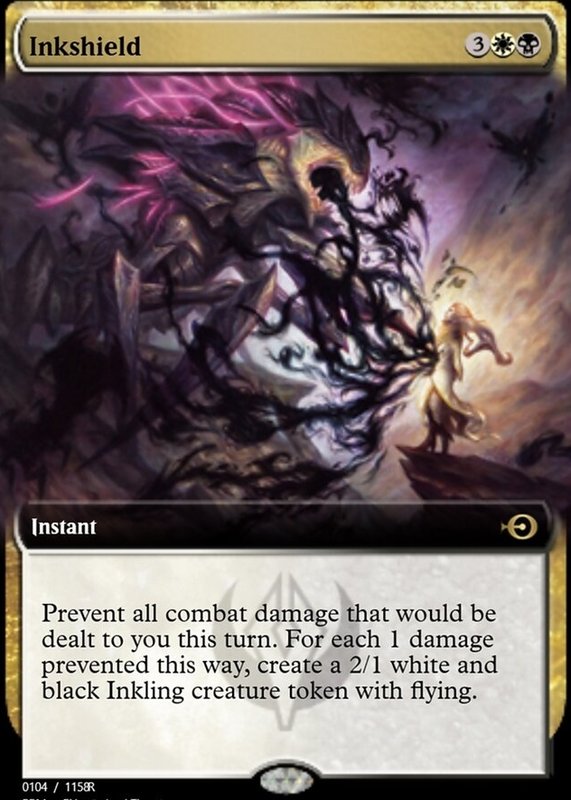 Inkshield
3
Instant
Prevent all combat damage that would be
dealt to you this turn. For each 1 damage
prevented this way, create a 2/1 white and
black Inkling creature token with flying.
0104 / 1158R